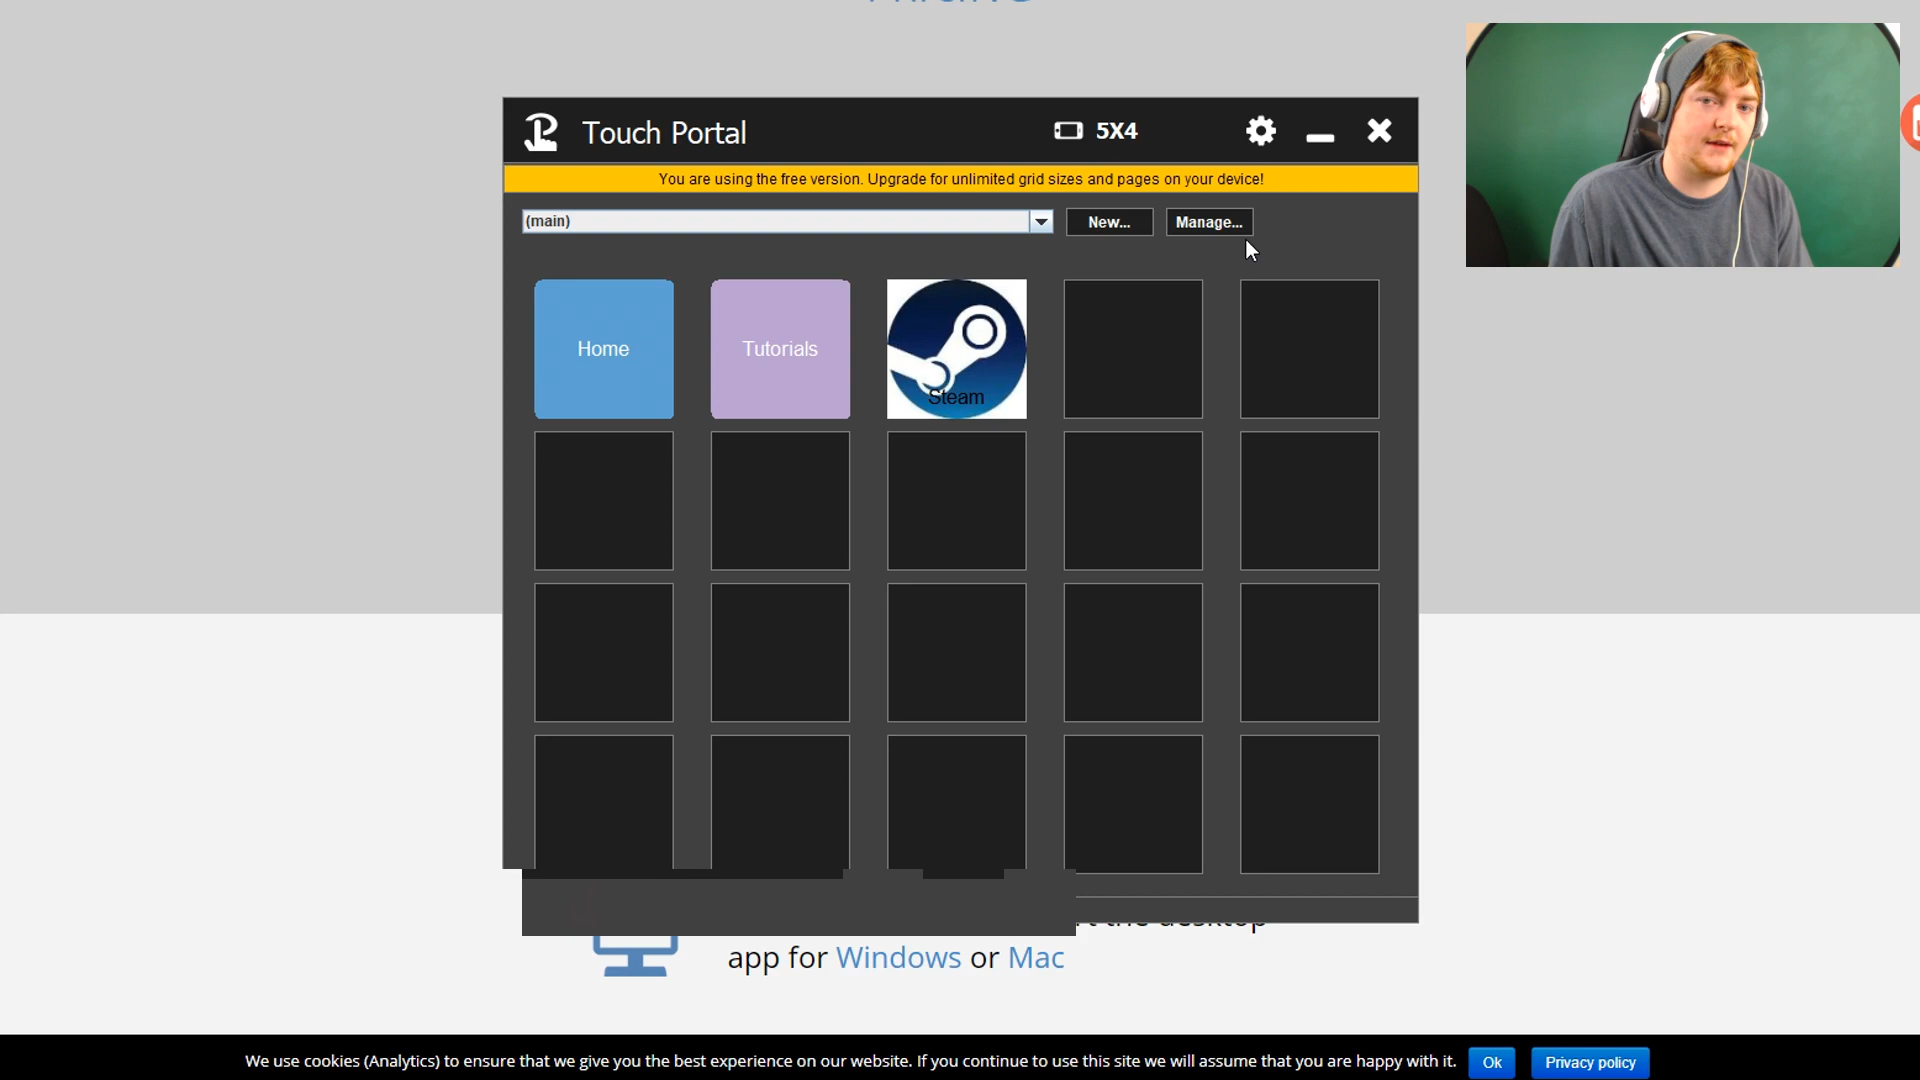 Touch Portal
5X4
You are using the free version. Upgrade for unlimited grid sizes and pages on your device!
(main)
New...
Manage...
Home
Tutorials
Steam
the desktop
app for Windows or Mac
We use cookies (Analytics) to ensure that we give you the best experience on our website. If you continue to use this site we will assume that you are happy with it.
Ok
Privacy policy